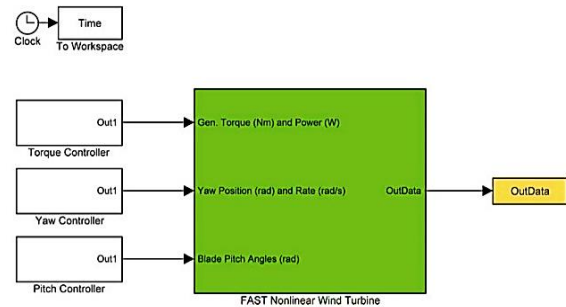 Time
Clock
To Workspace
Out1
Gen. Torque (Nm) and Power (W)
Torque Controller
Out1
Yaw Position (rad) and Rate (rad/s)
OutData
OutData
Yaw Controller
Out1
Blade Pitch Angles (rad)
Pitch Controller
FAST Nonlinear Wind Turbine